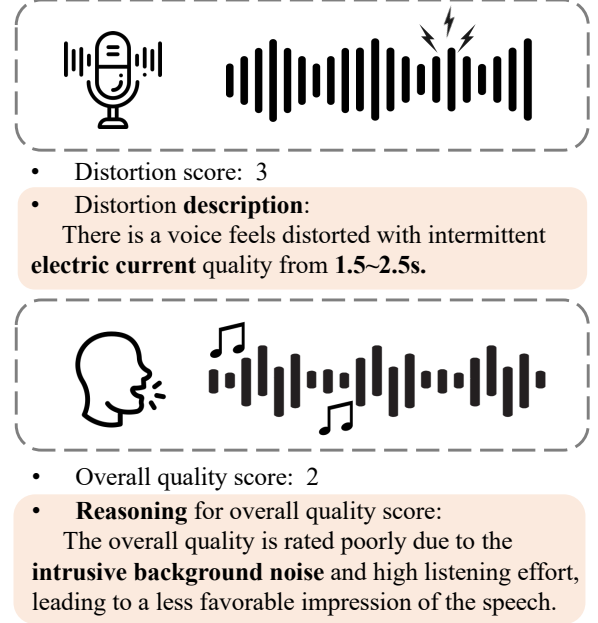 • Distortion score: 3
• Distortion description:
There is a voice feels distorted with intermittent
electric current quality from 1.5~2.5s.
• Overall quality score: 2
• Reasoning for overall quality score:
The overall quality is rated poorly due to the
intrusive background noise and high listening effort,
leading to a less favorable impression of the speech.